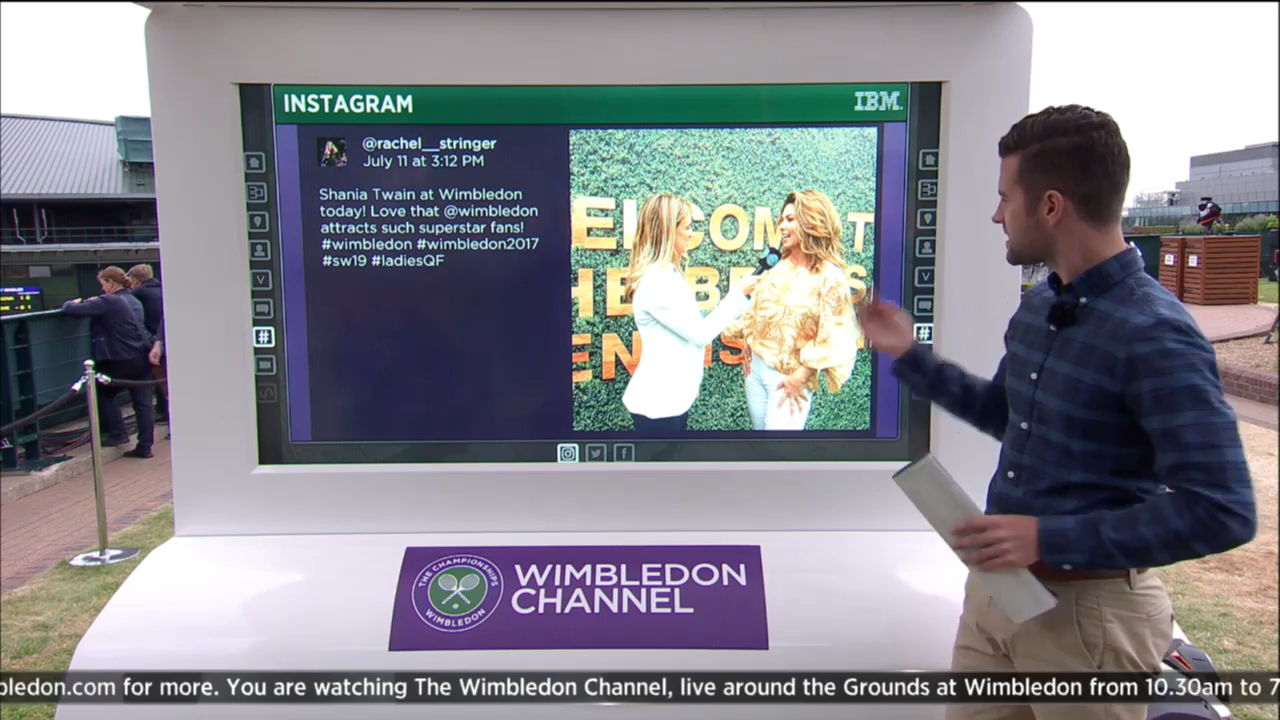 INSTAGRAM
IBM
@rachel__stringer
July 11 at 3:12 PM
Shania Twain at Wimbledon
today! Love that @wimbledon
attracts such superstar fans!
#wimbledon #wimbledon2017
#sw19 #ladiesQF
THE CHAMPIONSHIPS
WIMBLEDON
WIMBLEDON
CHANNEL
bledon.com for more. You are watching The Wimbledon Channel, live around the Grounds at Wimbledon from 10.30am to 7